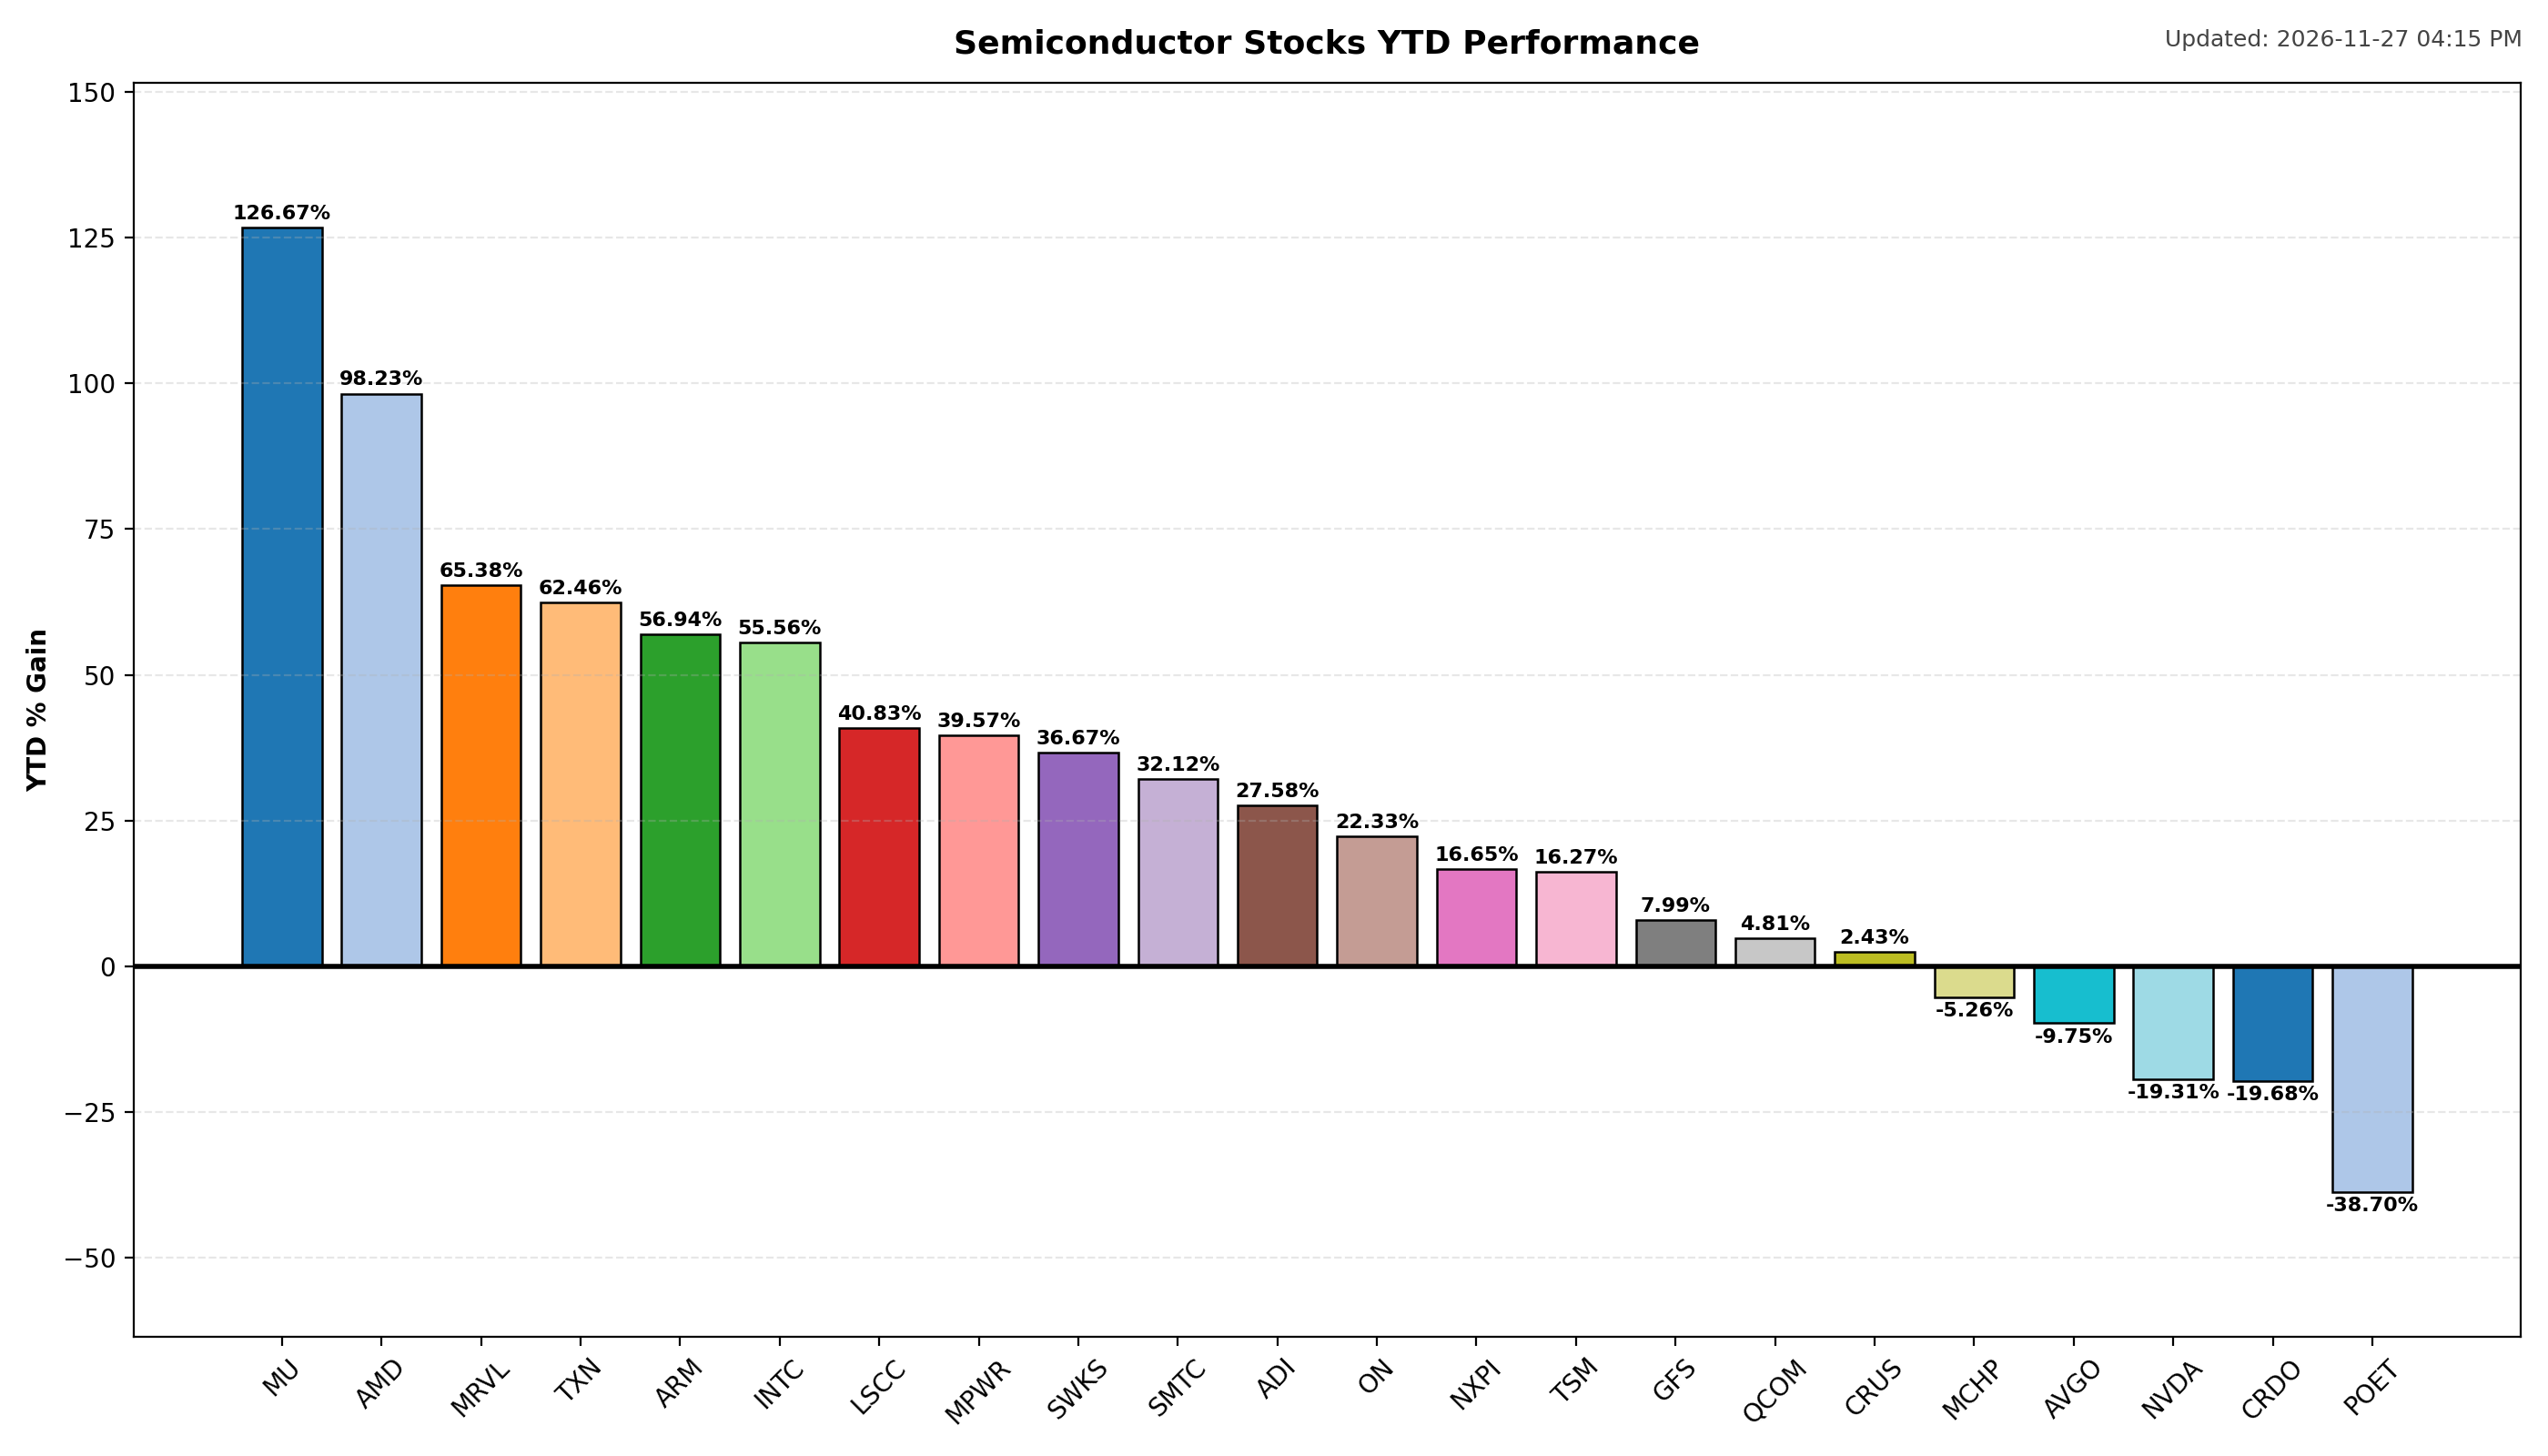 Semiconductor Stocks YTD Performance
Updated: 2026-11-27 04:15 PM
YTD % Gain
150
125
100
75
50
25
0
−25
−50
126.67%
98.23%
65.38%
62.46%
56.94%
55.56%
40.83%
39.57%
36.67%
32.12%
27.58%
22.33%
16.65%
16.27%
7.99%
4.81%
2.43%
-5.26%
-9.75%
-19.31%
-19.68%
-38.70%
MU
AMD
MRVL
TXN
ARM
INTC
LSCC
MPWR
SWKS
SMTC
ADI
ON
NXPI
TSM
GFS
QCOM
CRUS
MCHP
AVGO
NVDA
CRDO
POET